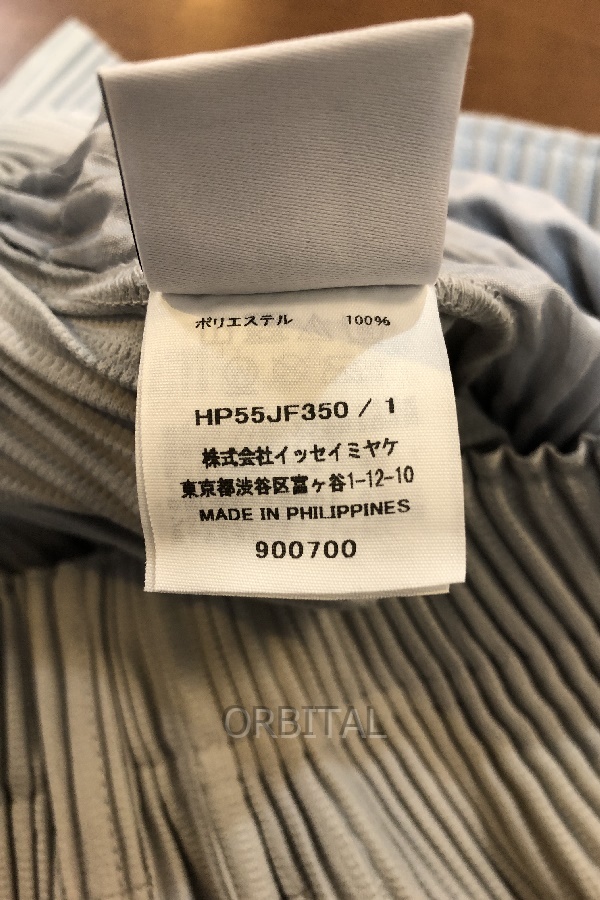 ポリエステル 100%
HP55JF350 / 1
株式会社イッセイミヤケ
東京都渋谷区富ヶ谷1-12-10
MADE IN PHILIPPINES
900700
ORBITAL